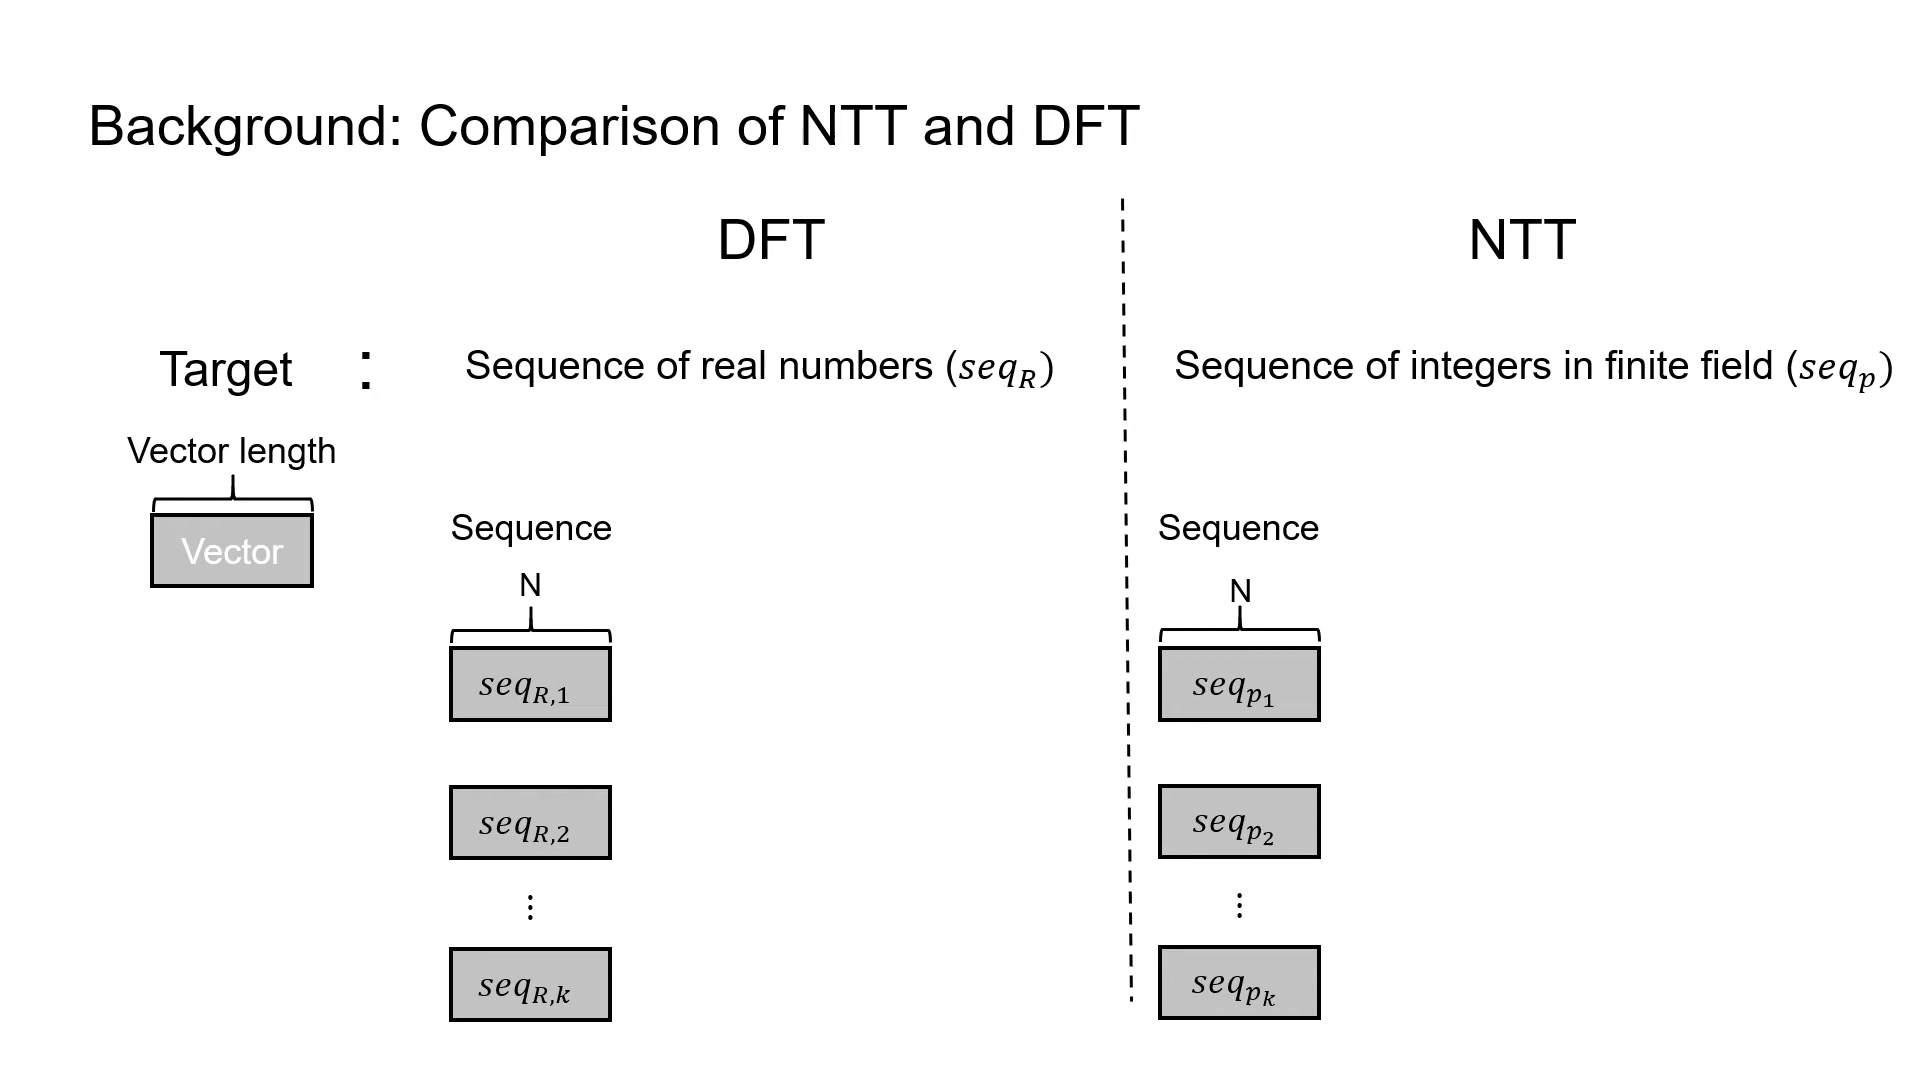 Background: Comparison of NTT and DFT
DFT
NTT
Target :
Sequence of real numbers (seq_R)
Sequence of integers in finite field (seq_p)
Vector length
Vector
Sequence
N
seq_{R,1}
seq_{R,2}
⋮
seq_{R,k}
Sequence
N
seq_{p_1}
seq_{p_2}
⋮
seq_{p_k}